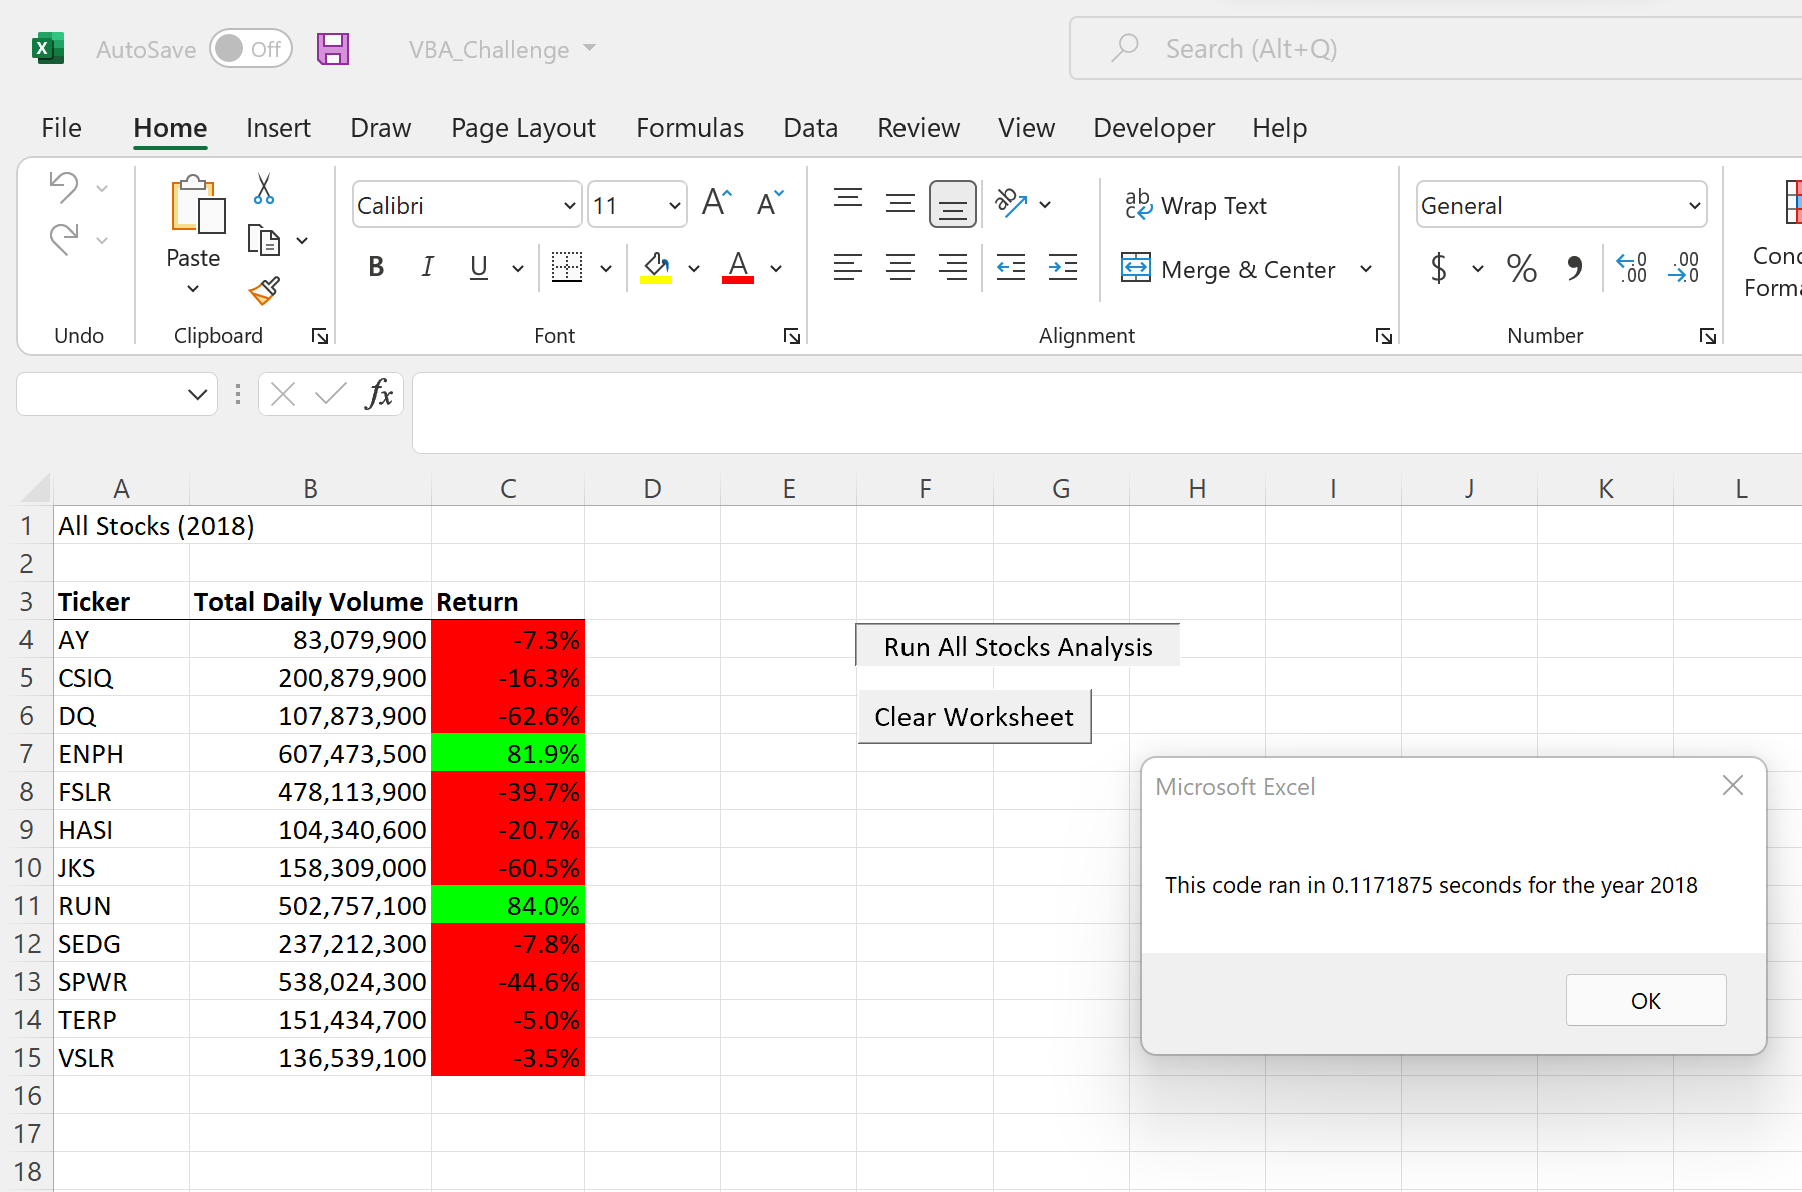 AutoSave Off VBA_Challenge Search (Alt+Q)
File Home Insert Draw Page Layout Formulas Data Review View Developer Help
Calibri 11 ab Wrap Text General
Paste B I U A Merge & Center $ % , .00 .00
Conc
Forma
Undo Clipboard Font Alignment Number
fx
A B C D E F G H I J K L
1 All Stocks (2018)
2
3 Ticker Total Daily Volume Return
4 AY 83,079,900 -7.3%
Run All Stocks Analysis
5 CSIQ 200,879,900 -16.3%
6 DQ 107,873,900 -62.6%
Clear Worksheet
7 ENPH 607,473,500 81.9%
8 FSLR 478,113,900 -39.7%
9 HASI 104,340,600 -20.7%
10 JKS 158,309,000 -60.5%
11 RUN 502,757,100 84.0%
12 SEDG 237,212,300 -7.8%
13 SPWR 538,024,300 -44.6%
14 TERP 151,434,700 -5.0%
15 VSLR 136,539,100 -3.5%
16
17
18
Microsoft Excel
This code ran in 0.1171875 seconds for the year 2018
OK